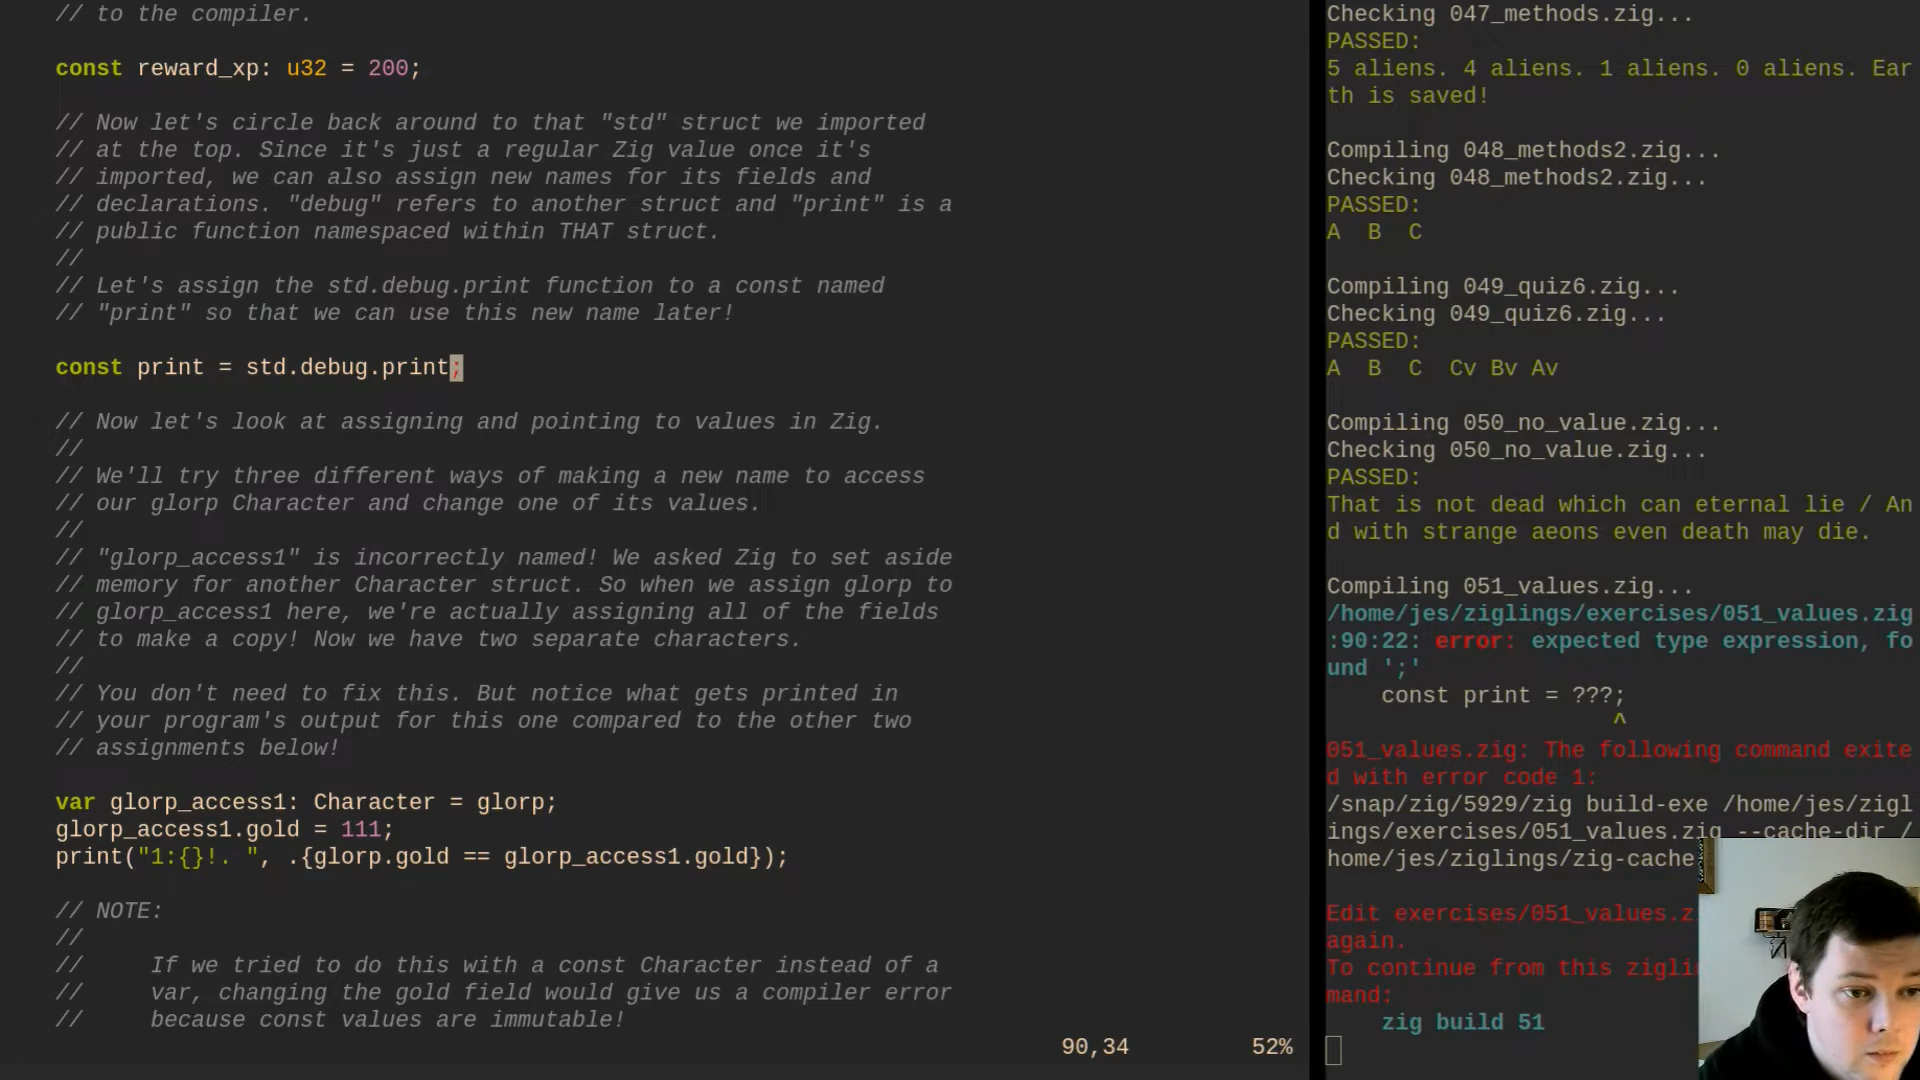 // to the compiler.
const reward_xp: u32 = 200;
// Now let's circle back around to that "std" struct we imported
// at the top. Since it's just a regular Zig value once it's
// imported, we can also assign new names for its fields and
// declarations. "debug" refers to another struct and "print" is a
// public function namespaced within THAT struct.
//
// Let's assign the std.debug.print function to a const named
// "print" so that we can use this new name later!
const print = std.debug.print;
// Now let's look at assigning and pointing to values in Zig.
//
// We'll try three different ways of making a new name to access
// our glorp Character and change one of its values.
//
// "glorp_access1" is incorrectly named! We asked Zig to set aside
// memory for another Character struct. So when we assign glorp to
// glorp_access1 here, we're actually assigning all of the fields
// to make a copy! Now we have two separate characters.
//
// You don't need to fix this. But notice what gets printed in
// your program's output for this one compared to the other two
// assignments below!
var glorp_access1: Character = glorp;
glorp_access1.gold = 111;
print("1:{}!. ", .{glorp.gold == glorp_access1.gold});
// NOTE:
//
//     If we tried to do this with a const Character instead of a
//     var, changing the gold field would give us a compiler error
//     because const values are immutable!
90,34 52%
Checking 047_methods.zig...
PASSED:
5 aliens. 4 aliens. 1 aliens. 0 aliens. Ear
th is saved!
Compiling 048_methods2.zig...
Checking 048_methods2.zig...
PASSED:
A  B  C
Compiling 049_quiz6.zig...
Checking 049_quiz6.zig...
PASSED:
A  B  C  Cv Bv Av
Compiling 050_no_value.zig...
Checking 050_no_value.zig...
PASSED:
That is not dead which can eternal lie / An
d with strange aeons even death may die.
Compiling 051_values.zig...
/home/jes/ziglings/exercises/051_values.zig
:90:22: error: expected type expression, fo
und ';'
    const print = ???;
^
051_values.zig: The following command exite
d with error code 1:
/snap/zig/5929/zig build-exe /home/jes/zigl
ings/exercises/051_values.zig --cache-dir /
home/jes/ziglings/zig-cache
Edit exercises/051_values.z
again.
To continue from this zigli
mand:
    zig build 51